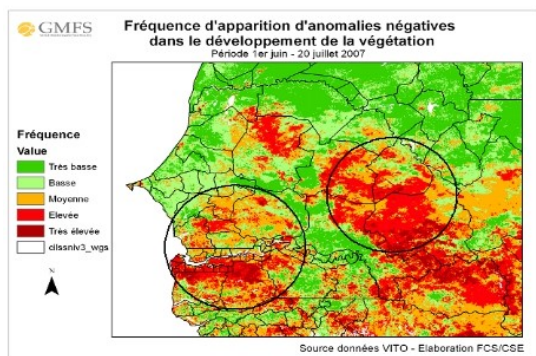 GMFS
Fréquence d'apparition d'anomalies négatives
dans le développement de la végétation
Période 1er juin - 20 juillet 2007
Fréquence
Value
Très basse
Basse
Moyenne
Elevée
Très élevée
cilssniv3_wgs
N
Source données VITO - Elaboration FCS/CSE